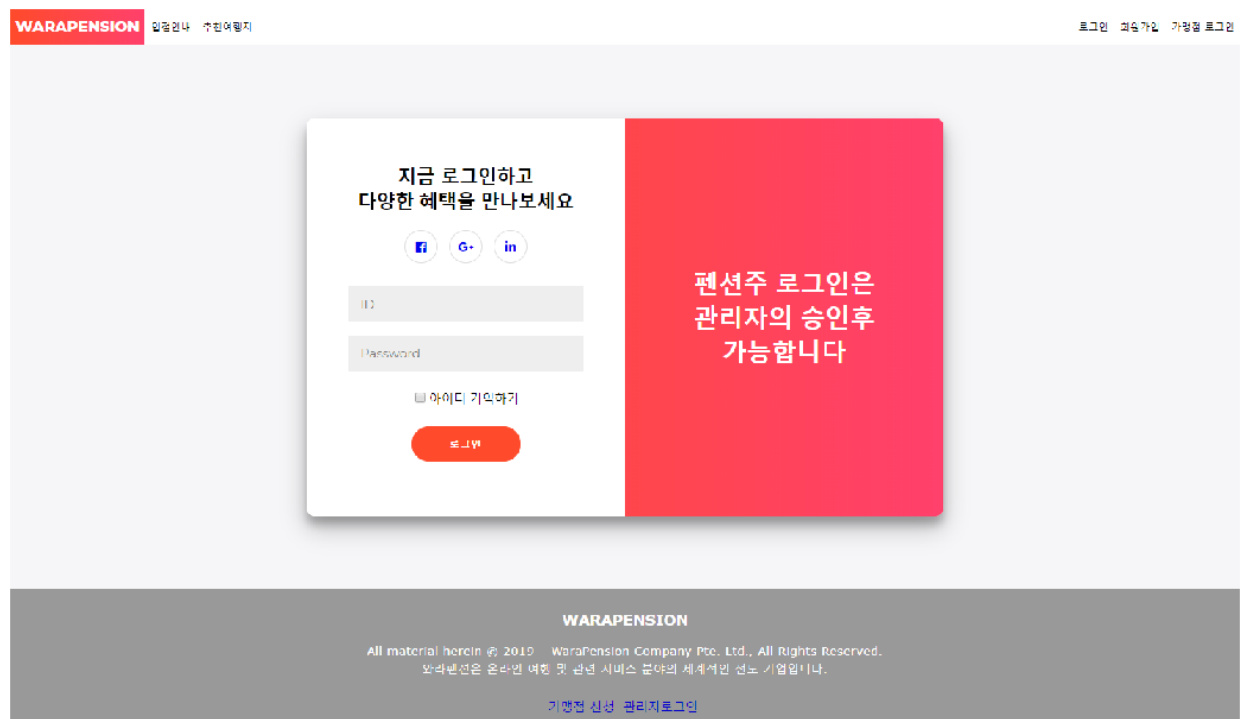 WARAPENSION 입점안내 추천여행지 로그인 회원가입 가맹점 로그인
지금 로그인하고
다양한 혜택을 만나보세요
G+ in
ID
Password
아이디 기억하기
로그인
펜션주 로그인은
관리자의 승인후
가능합니다
WARAPENSION
All material herein © 2019 WaraPension Company Pte. Ltd., All Rights Reserved.
와라펜션은 온라인 여행 및 관련 서비스 분야의 세계적인 선도 기업입니다.
가맹점 신청 관리자로그인